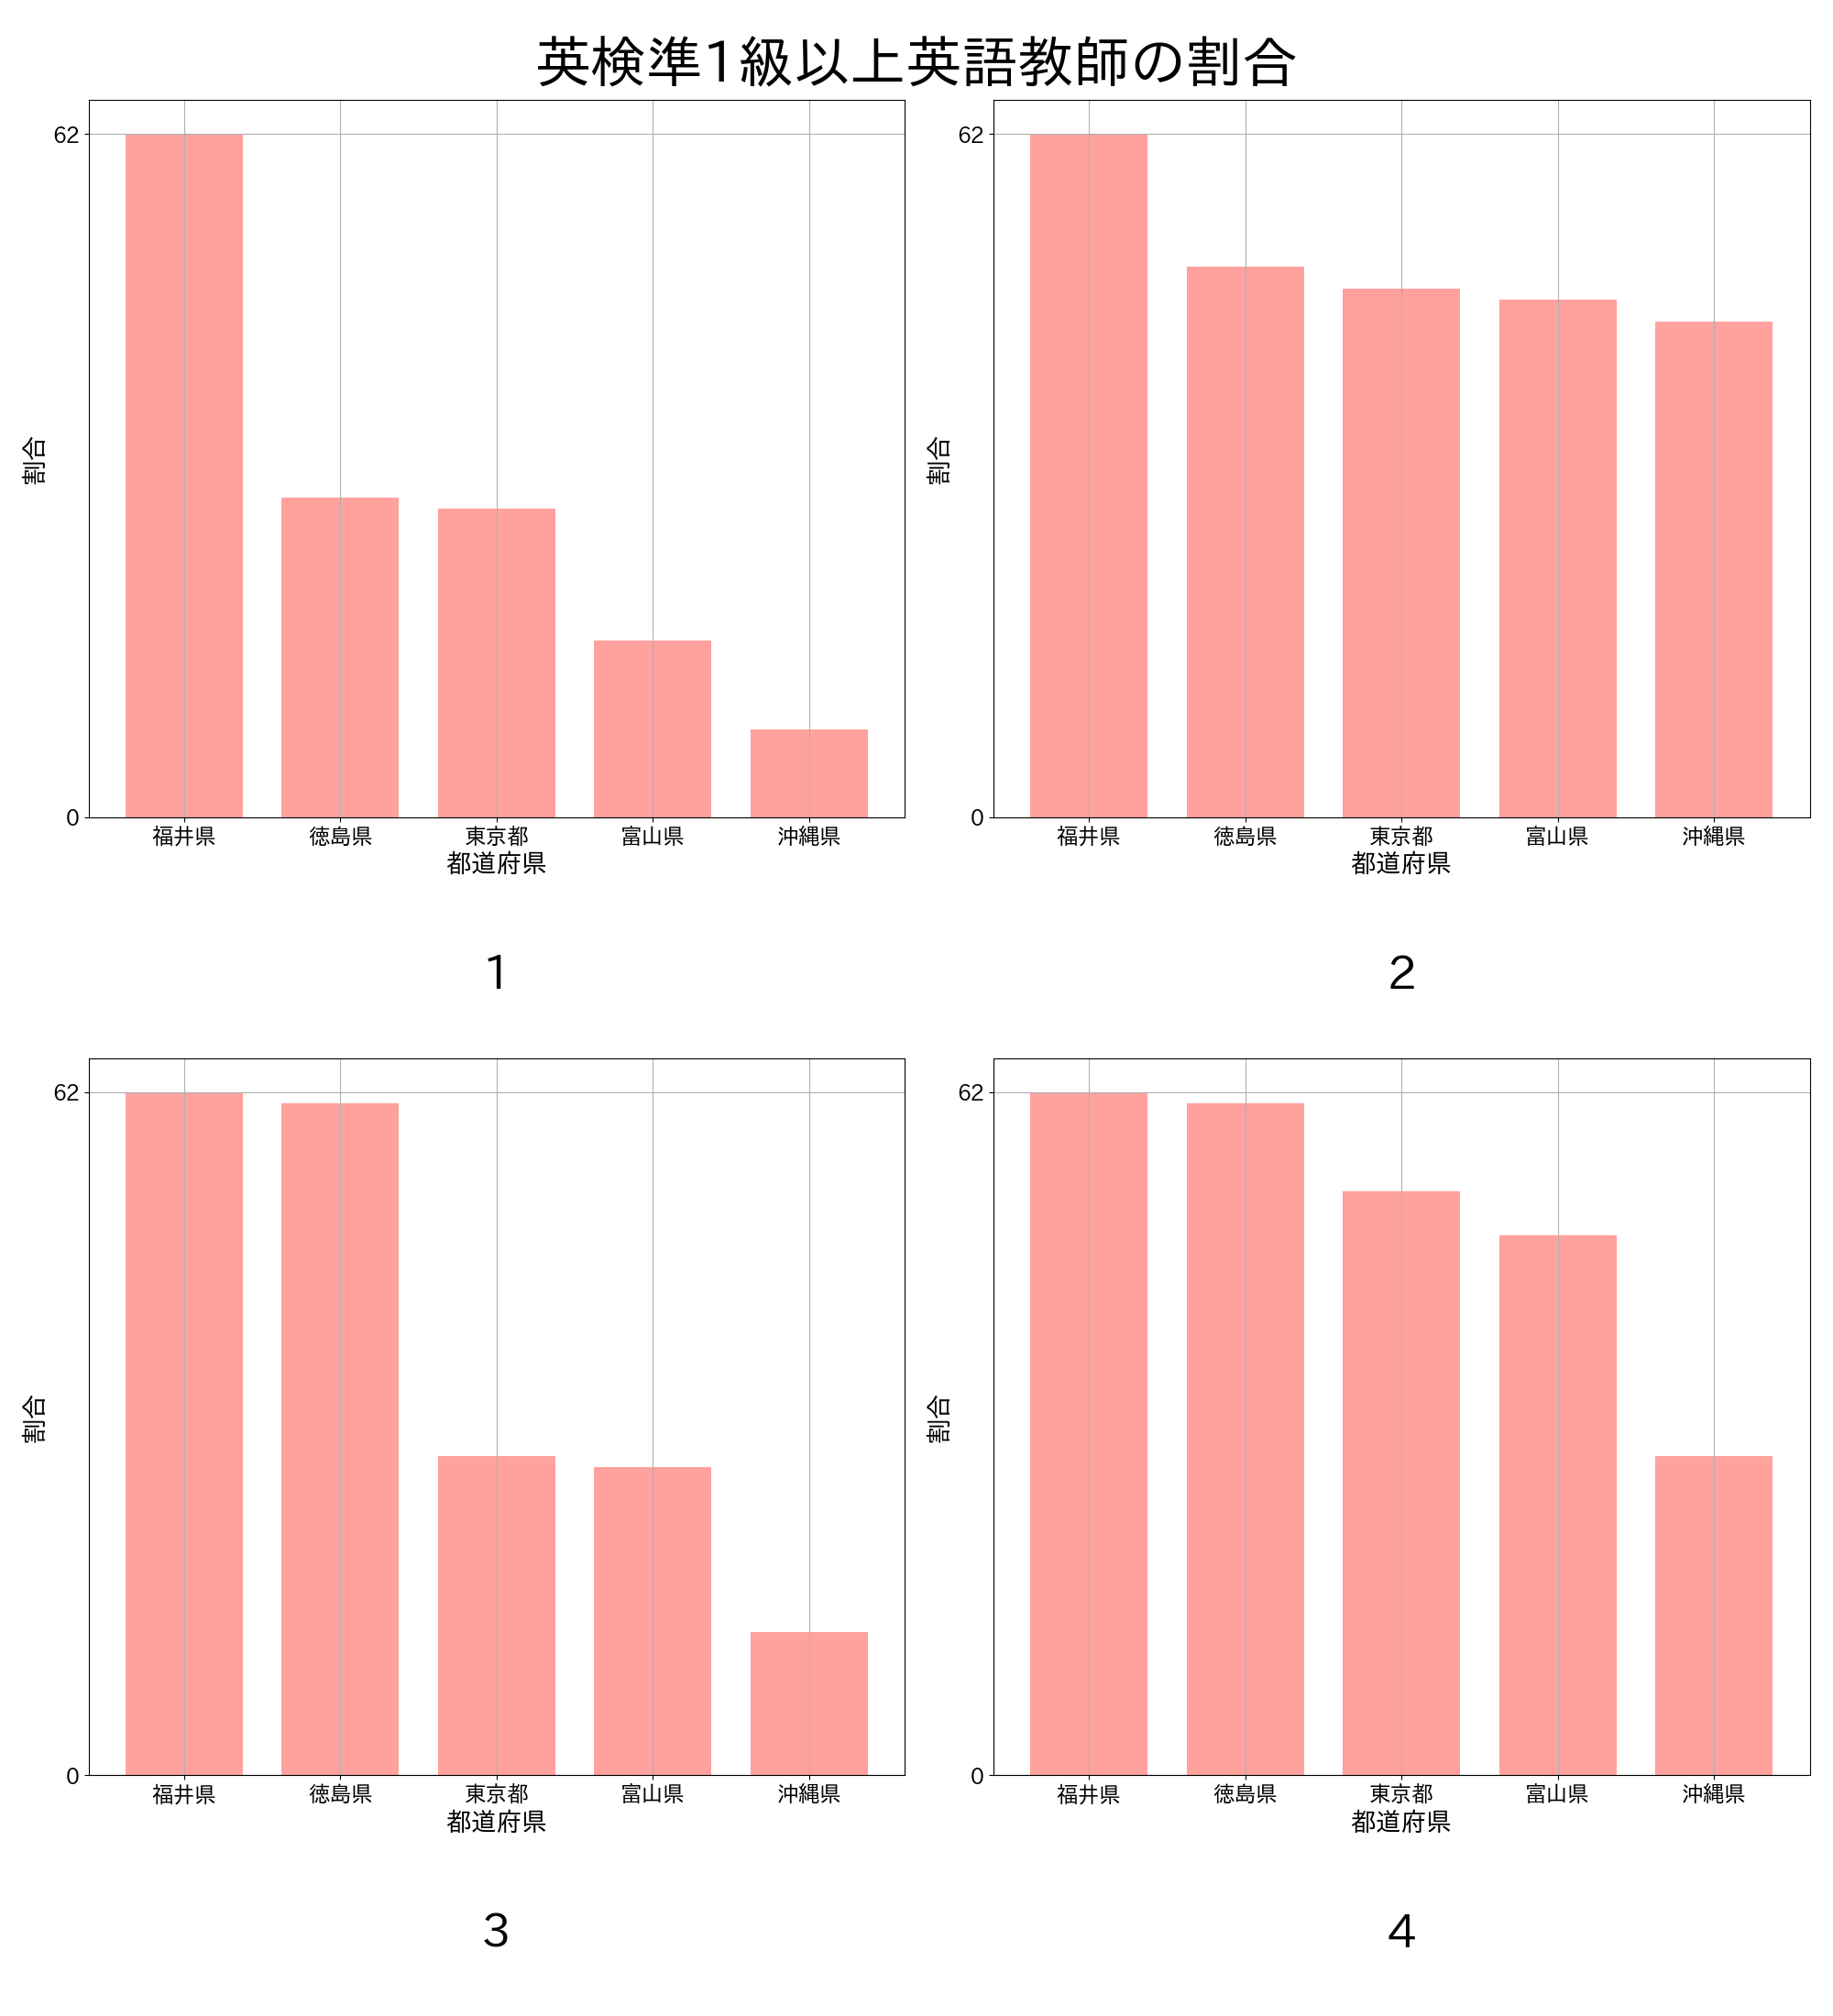 英検準1級以上英語教師の割合
62
0
割合
福井県 徳島県 東京都 富山県 沖縄県
都道府県
1
62
0
割合
福井県 徳島県 東京都 富山県 沖縄県
都道府県
2
62
0
割合
福井県 徳島県 東京都 富山県 沖縄県
都道府県
3
62
0
割合
福井県 徳島県 東京都 富山県 沖縄県
都道府県
4